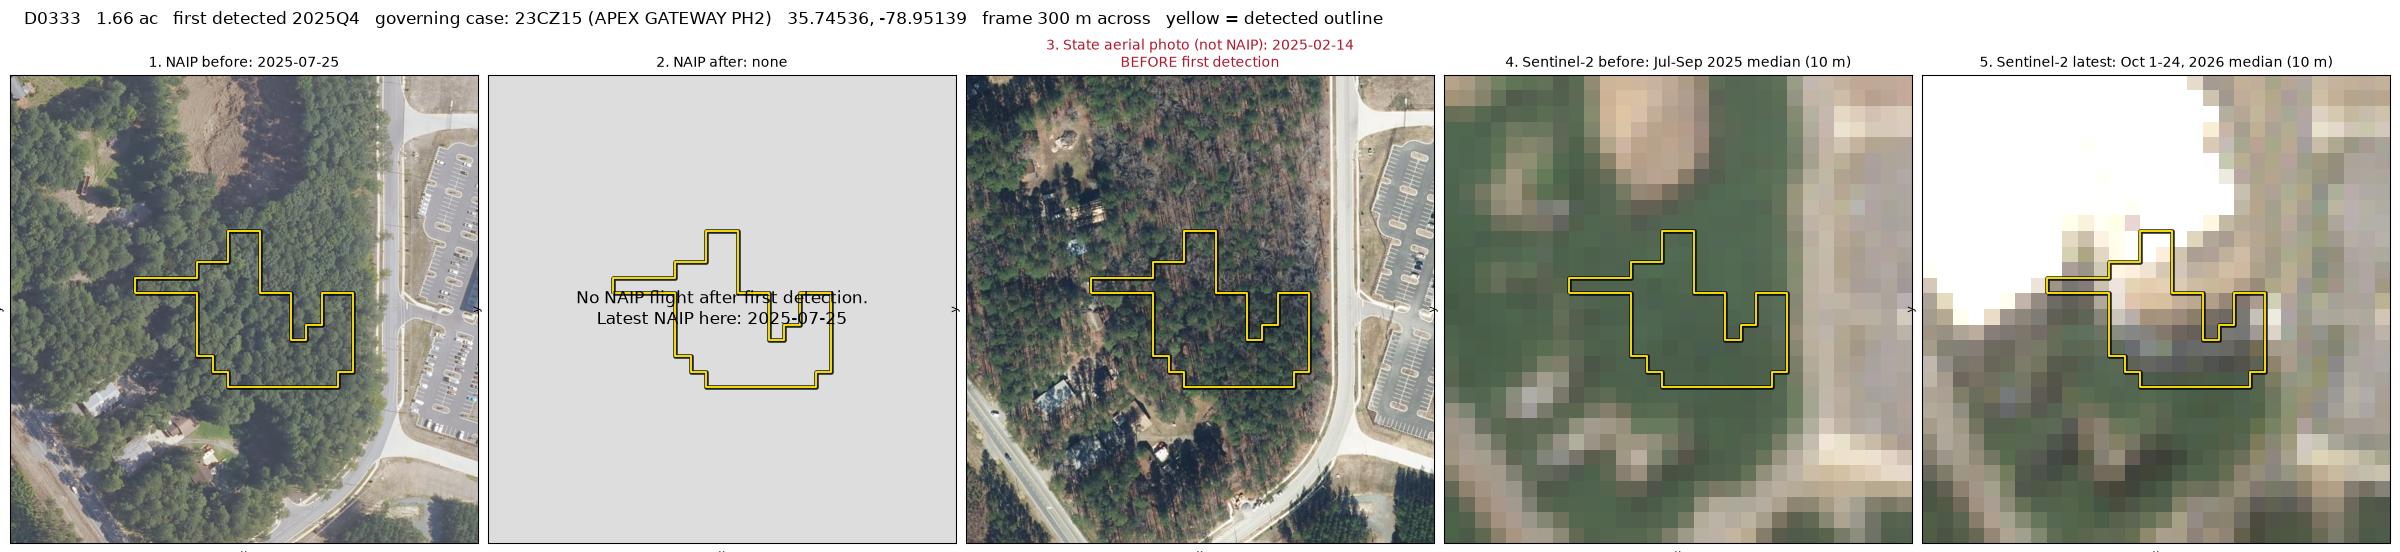 D0333 1.66 ac first detected 2025Q4 governing case: 23CZ15 (APEX GATEWAY PH2) 35.74536, -78.95139 frame 300 m across yellow = detected outline
1. NAIP before: 2025-07-25
2. NAIP after: none
3. State aerial photo (not NAIP): 2025-02-14
BEFORE first detection
4. Sentinel-2 before: Jul-Sep 2025 median (10 m)
5. Sentinel-2 latest: Oct 1-24, 2026 median (10 m)
No NAIP flight after first detection.
Latest NAIP here: 2025-07-25